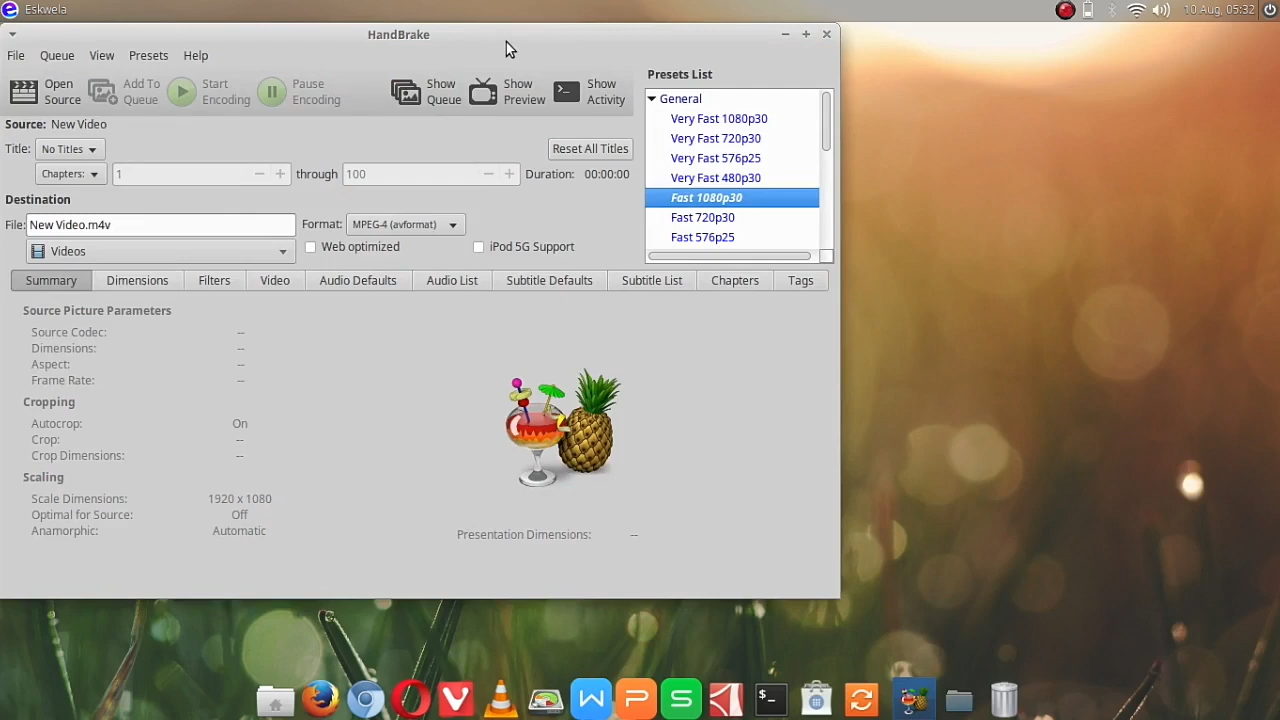 Eskwela
10 Aug, 05:32
HandBrake
File Queue View Presets Help
Open Source
Add To Queue
Start Encoding
Pause Encoding
Show Queue
Show Preview
Show Activity
Presets List
General
Very Fast 1080p30
Very Fast 720p30
Very Fast 576p25
Very Fast 480p30
Fast 1080p30
Fast 720p30
Fast 576p25
Source: New Video
Title: No Titles Reset All Titles
Chapters: 1 through 100 Duration: 00:00:00
Destination
File: New Video.m4v Format: MPEG-4 (avformat)
Videos Web optimized iPod 5G Support
Summary Dimensions Filters Video Audio Defaults Audio List Subtitle Defaults Subtitle List Chapters Tags
Source Picture Parameters
Source Codec: --
Dimensions: --
Aspect: --
Frame Rate: --
Cropping
Autocrop: On
Crop: --
Crop Dimensions: --
Scaling
Scale Dimensions: 1920 x 1080
Optimal for Source: Off
Anamorphic: Automatic
Presentation Dimensions: --
W P S
>_